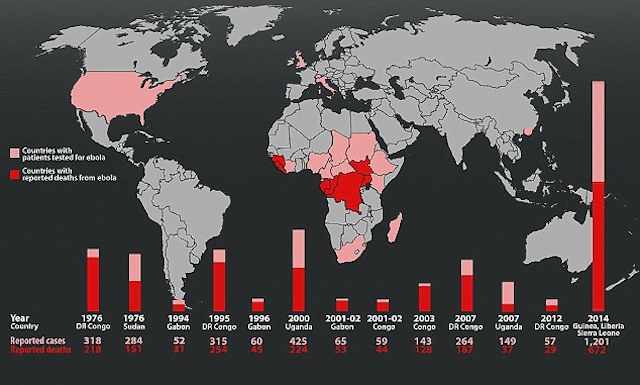 Countries with
patients tested for ebola
Countries with
reported deaths from ebola
Year 1976 1976 1994 1995 1996 2000 2001-02 2001-02 2003 2007 2007 2012 2014
Country DR Congo Sudan Gabon DR Congo Gabon Uganda Gabon Congo Congo DR Congo Uganda DR Congo Guinea, Liberia
Sierra Leone
Reported cases 318 284 52 315 60 425 65 59 143 264 149 57 1,201
Reported deaths 218 151 31 254 45 224 53 44 128 187 37 29 672